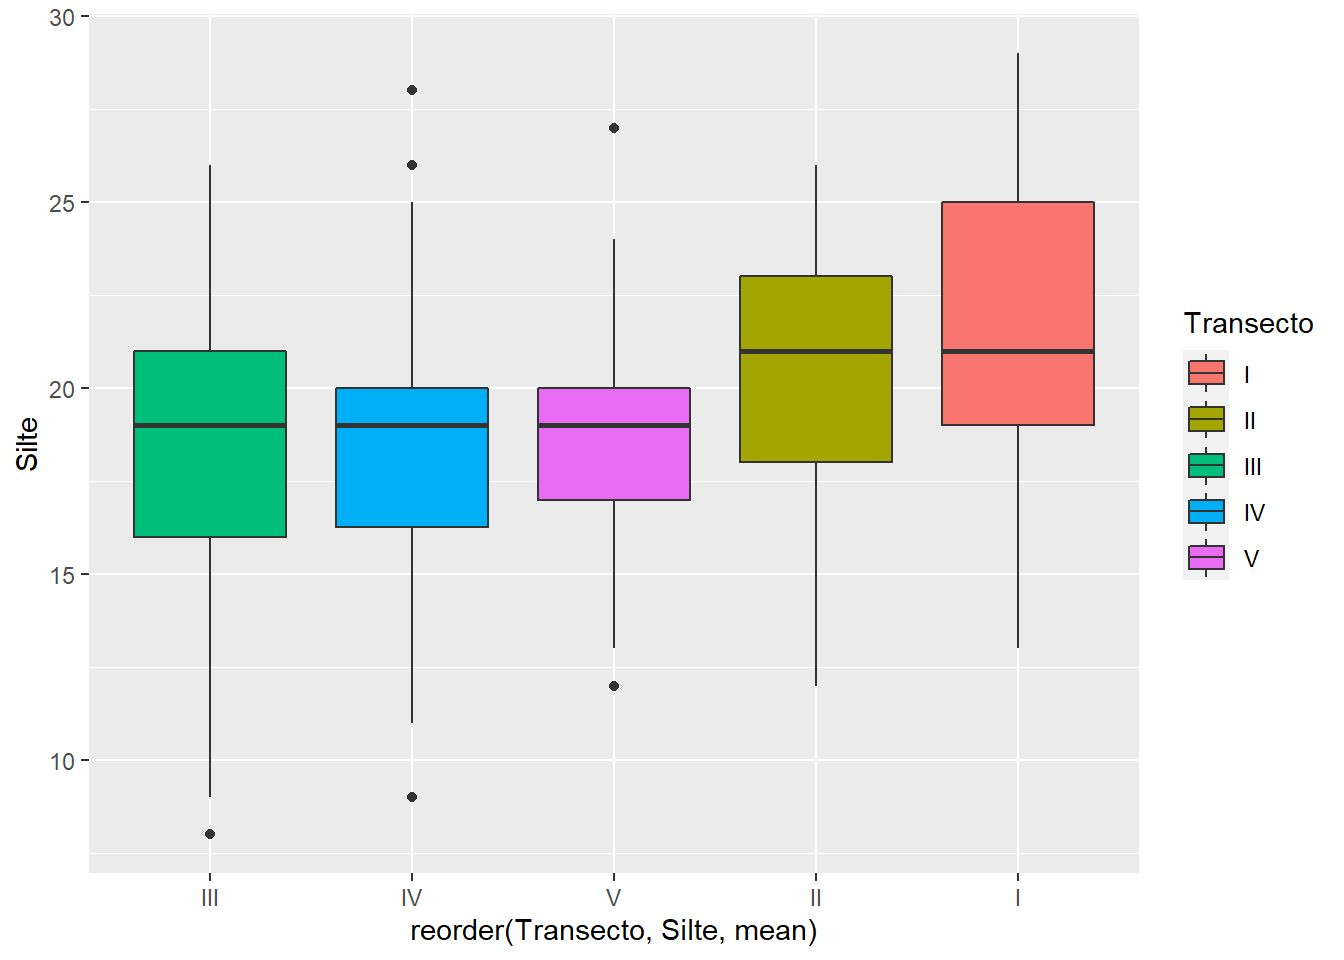 30
25
20
15
10
Silte
III
IV
V
II
I
reorder(Transecto, Silte, mean)
Transecto
I
II
III
IV
V